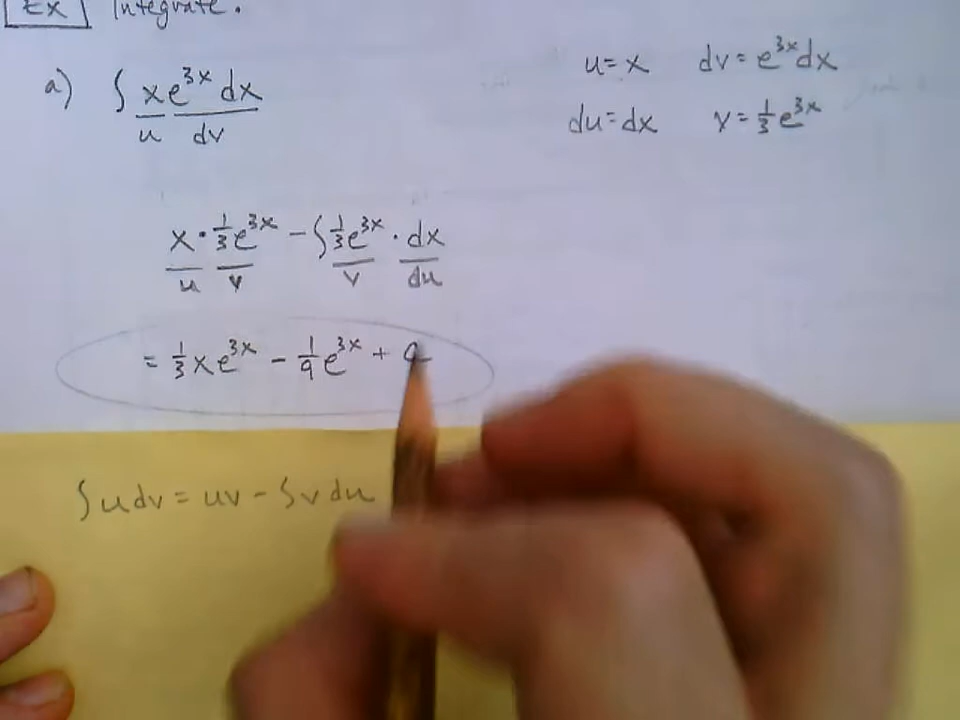 Ex Integrate.
a) ∫ xe^{3x} dx
u dv
u = x dv = e^{3x}dx
du = dx v = 1/3 e^{3x}
x · 1/3 e^{3x} - ∫ 1/3 e^{3x} · dx
u v v du
= 1/3 x e^{3x} - 1/9 e^{3x} +
∫ u dv = uv - ∫ v du